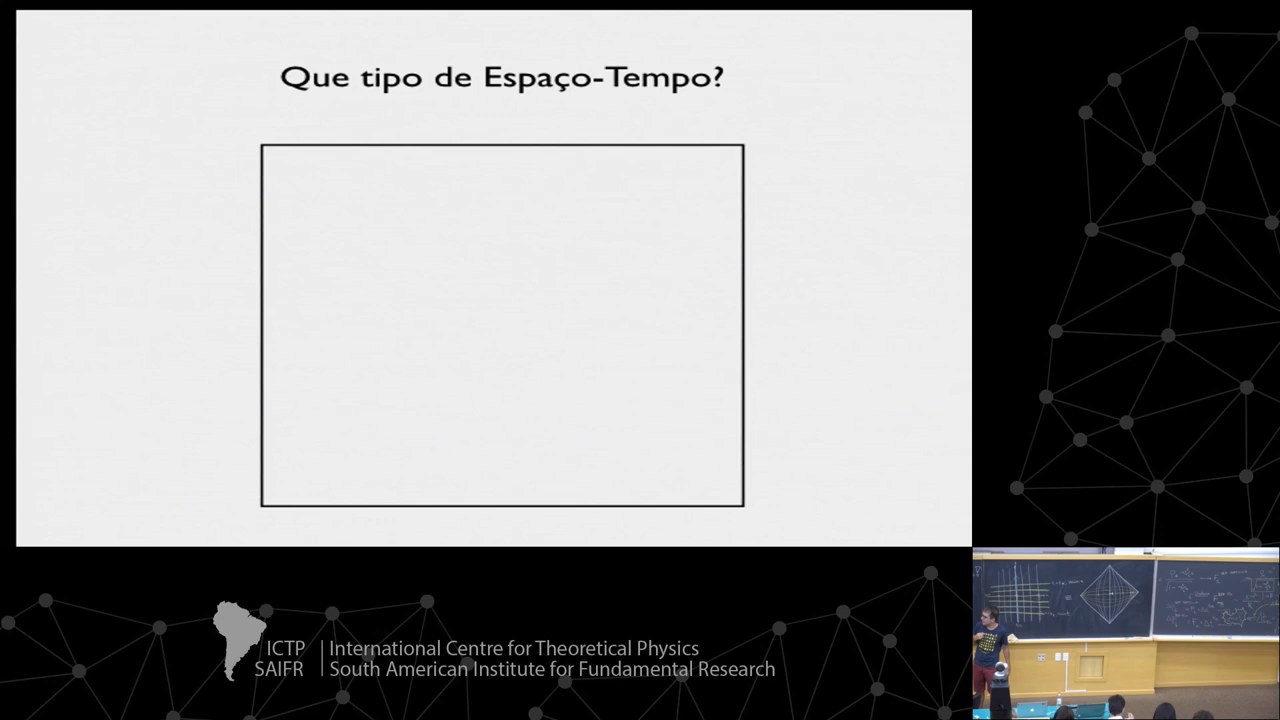 Que tipo de Espaço-Tempo?
ICTP
SAIFR
International Centre for Theoretical Physics
South American Institute for Fundamental Research